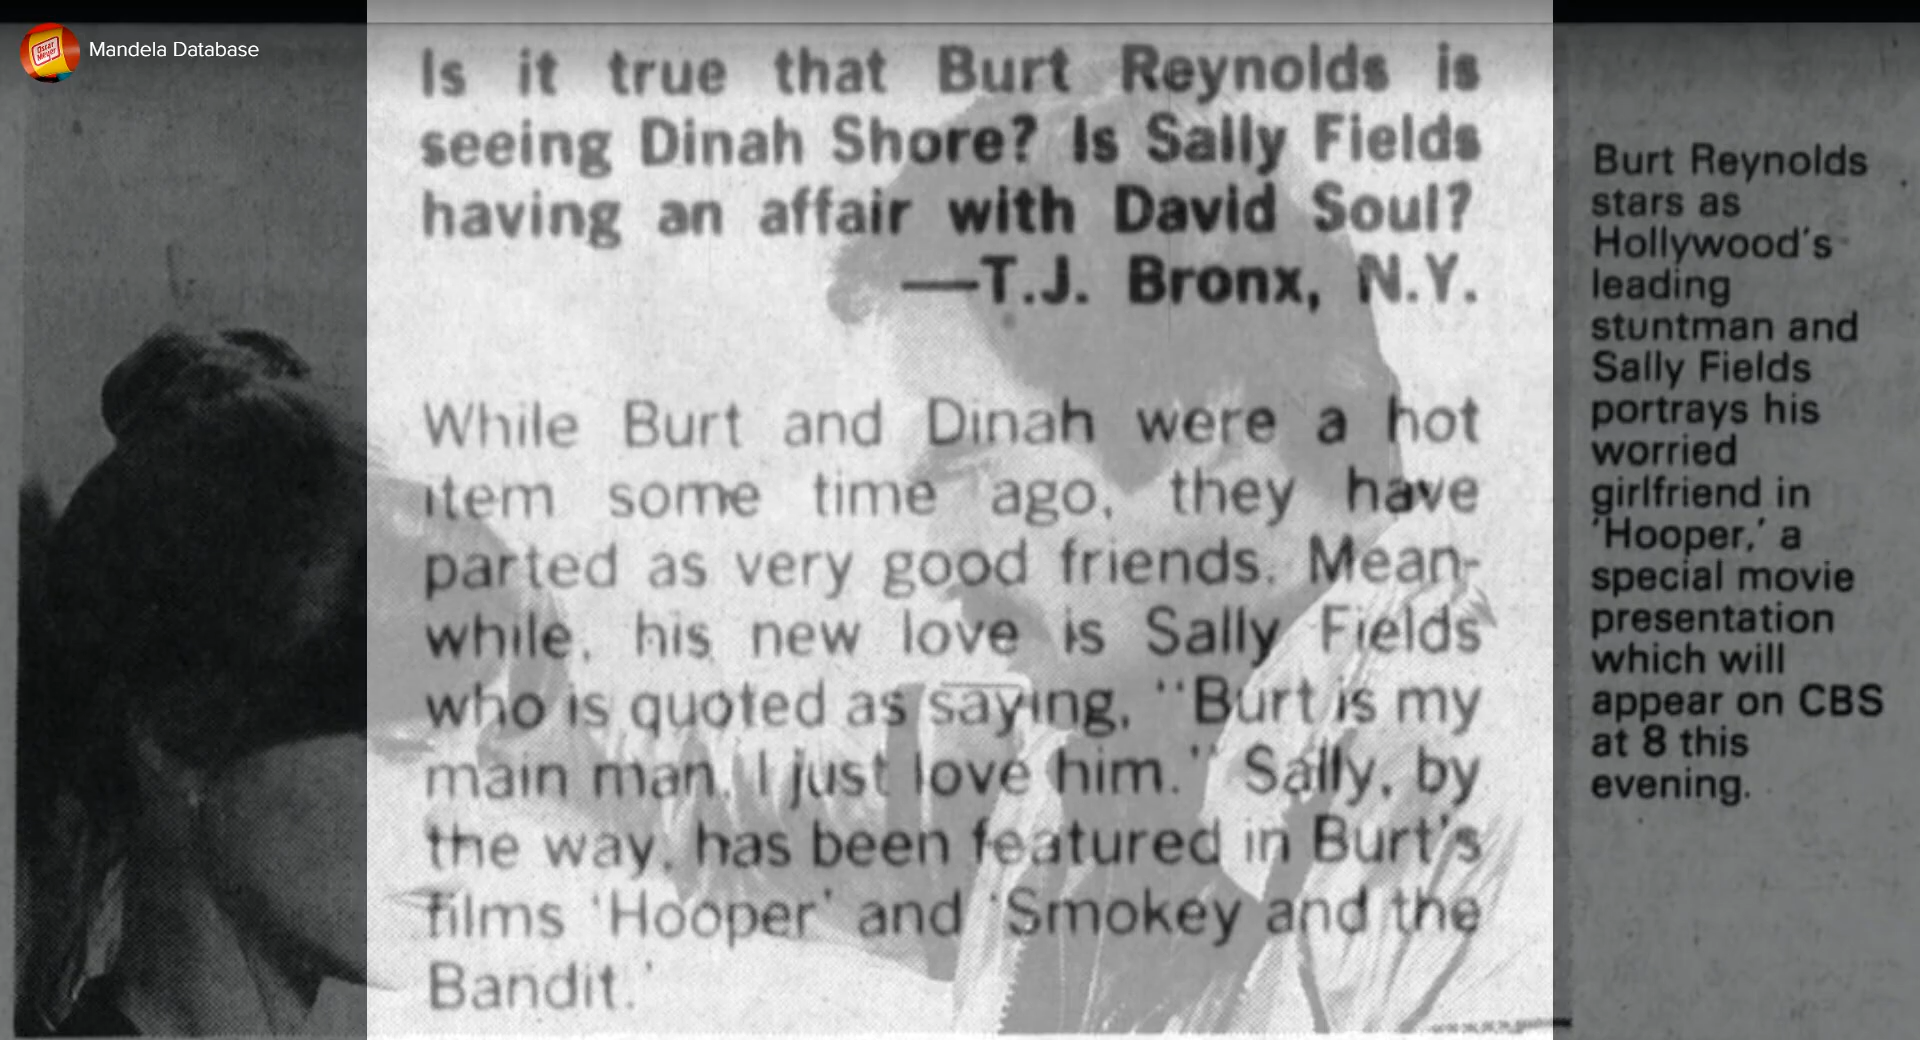 Oscar
Mayer
Mandela Database
Is it true that Burt Reynolds is
seeing Dinah Shore? Is Sally Fields
having an affair with David Soul?
—T.J. Bronx, N.Y.
While Burt and Dinah were a hot
item some time ago, they have
parted as very good friends. Mean-
while, his new love is Sally Fields
who is quoted as saying, "Burt is my
main man. I just love him." Sally, by
the way, has been featured in Burt's
films 'Hooper' and 'Smokey and the
Bandit.'
Burt Reynolds
stars as
Hollywood's
leading
stuntman and
Sally Fields
portrays his
worried
girlfriend in
'Hooper,' a
special movie
presentation
which will
appear on CBS
at 8 this
evening.